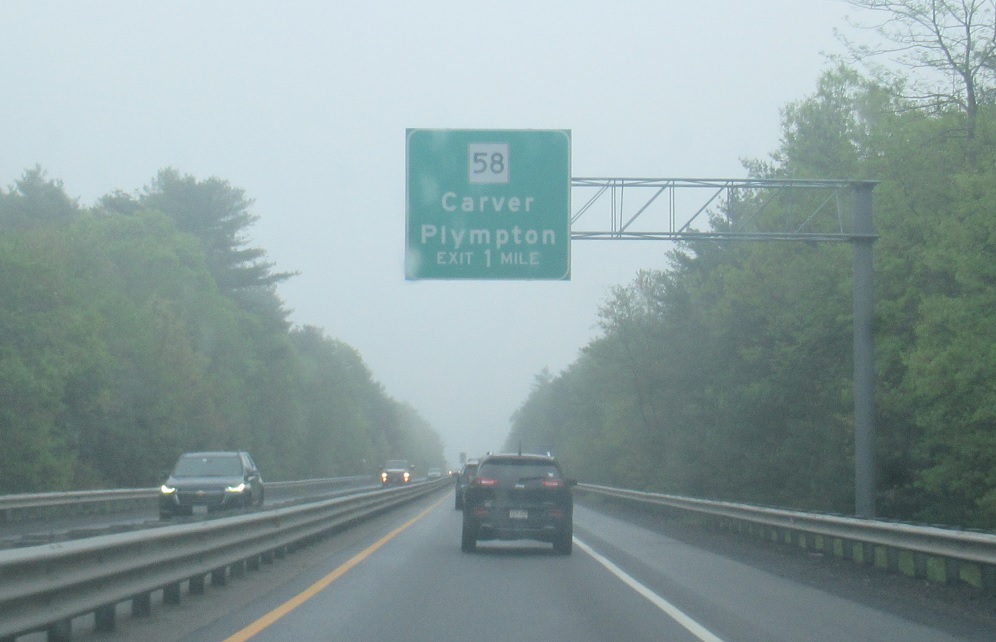 58
Carver
Plympton
EXIT 1 MILE